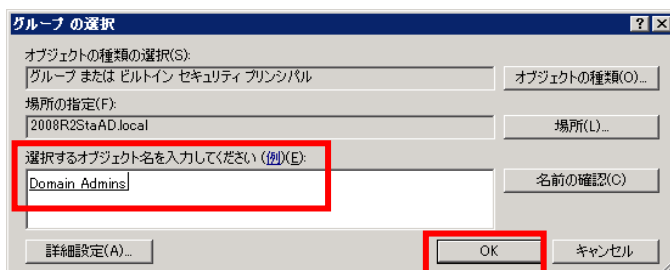 グループ の選択
オブジェクトの種類の選択(S):
グループ または ビルトイン セキュリティ プリンシパル
オブジェクトの種類(O)...
場所の指定(F):
2008R2StaAD.local
場所(L)...
選択するオブジェクト名を入力してください (例)(E):
Domain Admins
名前の確認(C)
詳細設定(A)...
OK
キャンセル